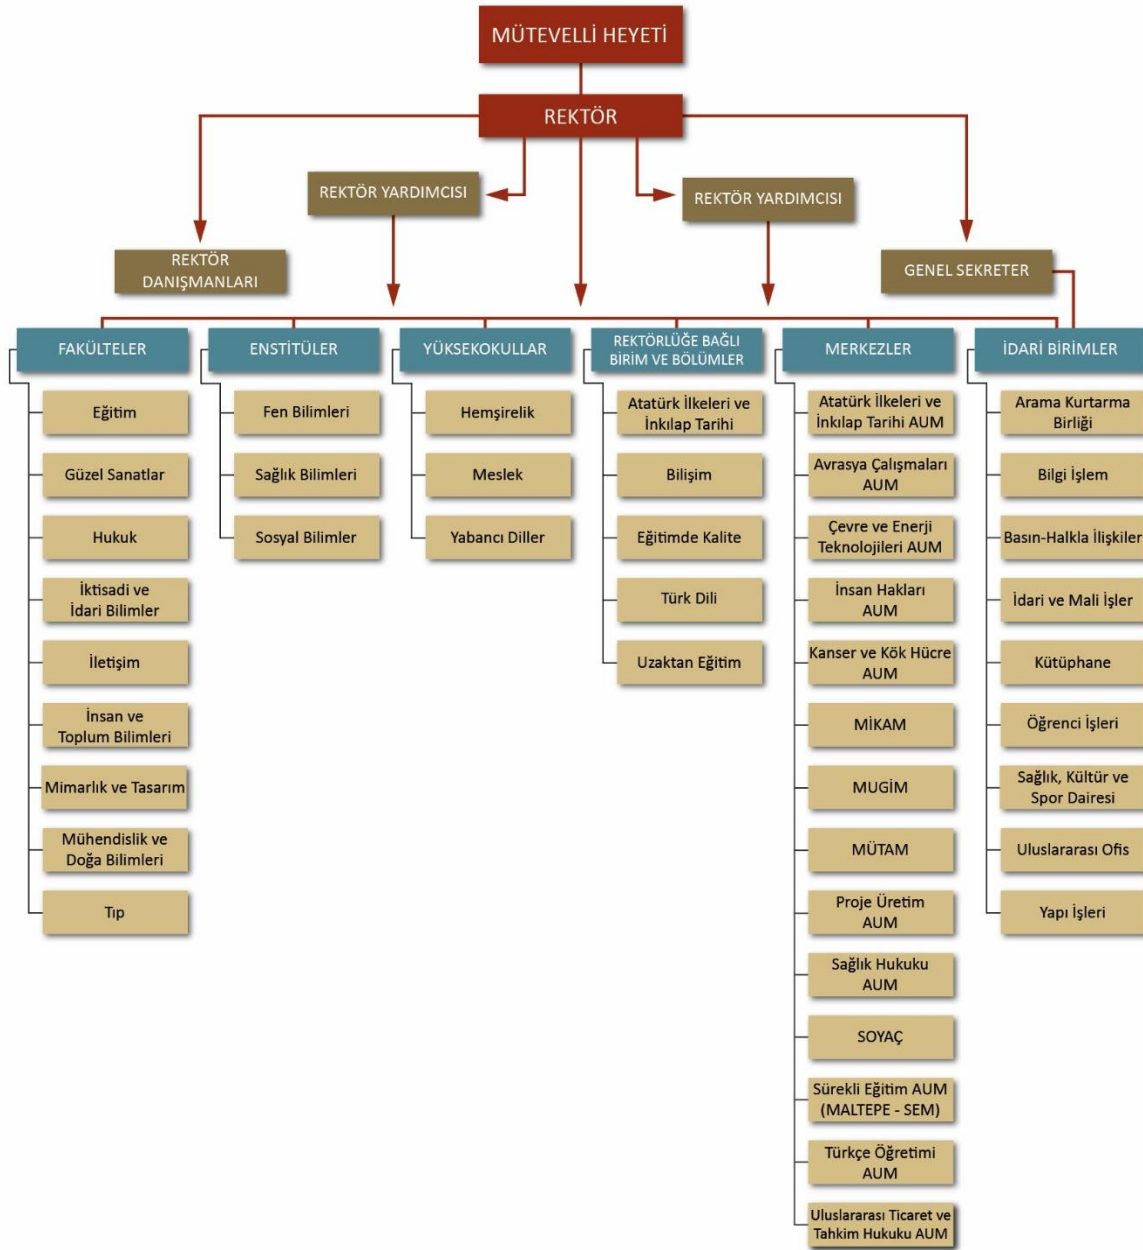 MÜTEVELLİ HEYETİ
REKTÖR
REKTÖR YARDIMCISI
REKTÖR YARDIMCISI
REKTÖR
DANIŞMANLARI
GENEL SEKRETER
FAKÜLTELER
Eğitim
Güzel Sanatlar
Hukuk
İktisadi ve
İdari Bilimler
İletişim
İnsan ve
Toplum Bilimleri
Mimarlık ve Tasarım
Mühendislik ve
Doğa Bilimleri
Tıp
ENSTİTÜLER
Fen Bilimleri
Sağlık Bilimleri
Sosyal Bilimler
YÜKSEKOKULLAR
Hemşirelik
Meslek
Yabancı Diller
REKTÖRLÜĞE BAĞLI
BİRİM VE BÖLÜMLER
Atatürk İlkeleri ve
İnkılap Tarihi
Bilişim
Eğitimde Kalite
Türk Dili
Uzaktan Eğitim
MERKEZLER
Atatürk İlkeleri ve
İnkılap Tarihi AUM
Avrasya Çalışmaları
AUM
Çevre ve Enerji
Teknolojileri AUM
İnsan Hakları
AUM
Kanser ve Kök Hücre
AUM
MİKAM
MUGİM
MÜTAM
Proje Üretim
AUM
Sağlık Hukuku
AUM
SOYAÇ
Sürekli Eğitim AUM
(MALTEPE - SEM)
Türkçe Öğretimi
AUM
Uluslararası Ticaret ve
Tahkim Hukuku AUM
İDARİ BİRİMLER
Arama Kurtarma
Birliği
Bilgi İşlem
Basın-Halkla İlişkiler
İdari ve Mali İşler
Kütüphane
Öğrenci İşleri
Sağlık, Kültür ve
Spor Dairesi
Uluslararası Ofis
Yapı İşleri